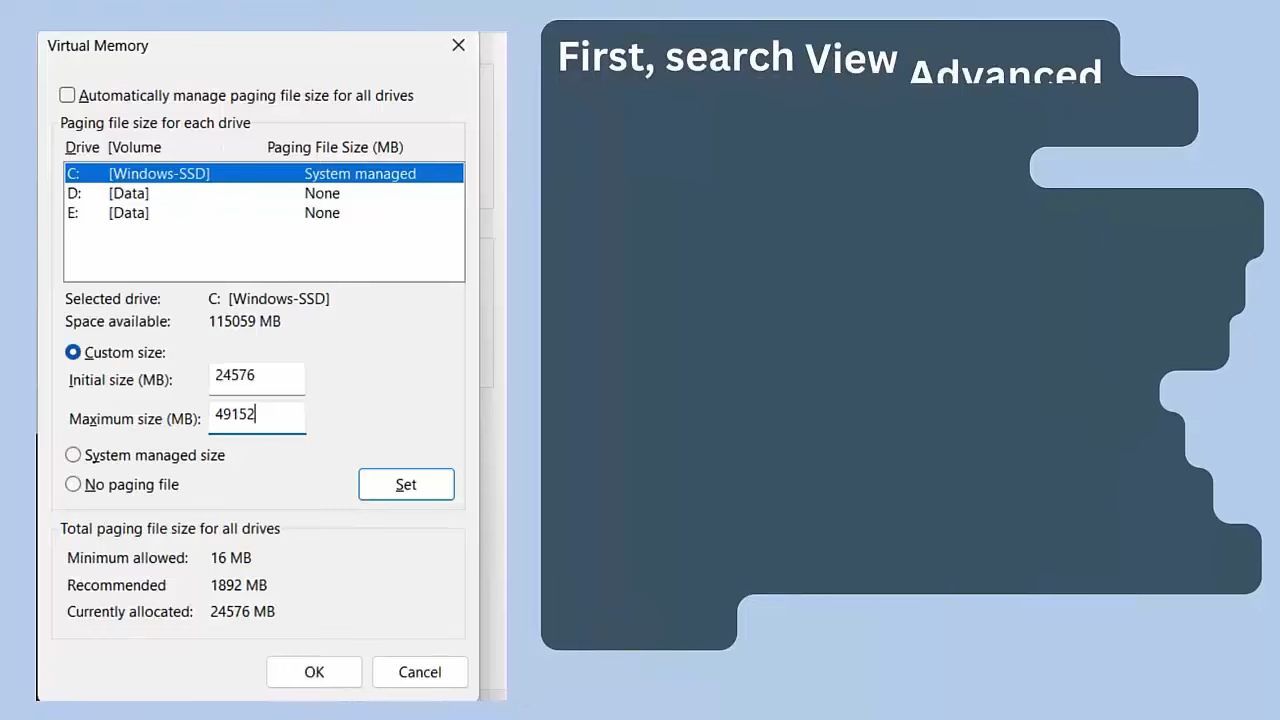 Virtual Memory
Automatically manage paging file size for all drives
Paging file size for each drive
Drive [Volume Paging File Size (MB)
C: [Windows-SSD] System managed
D: [Data] None
E: [Data] None
Selected drive: C: [Windows-SSD]
Space available: 115059 MB
Custom size:
Initial size (MB): 24576
Maximum size (MB): 49152
System managed size
No paging file
Set
Total paging file size for all drives
Minimum allowed: 16 MB
Recommended 1892 MB
Currently allocated: 24576 MB
OK Cancel
First, search View Advanced